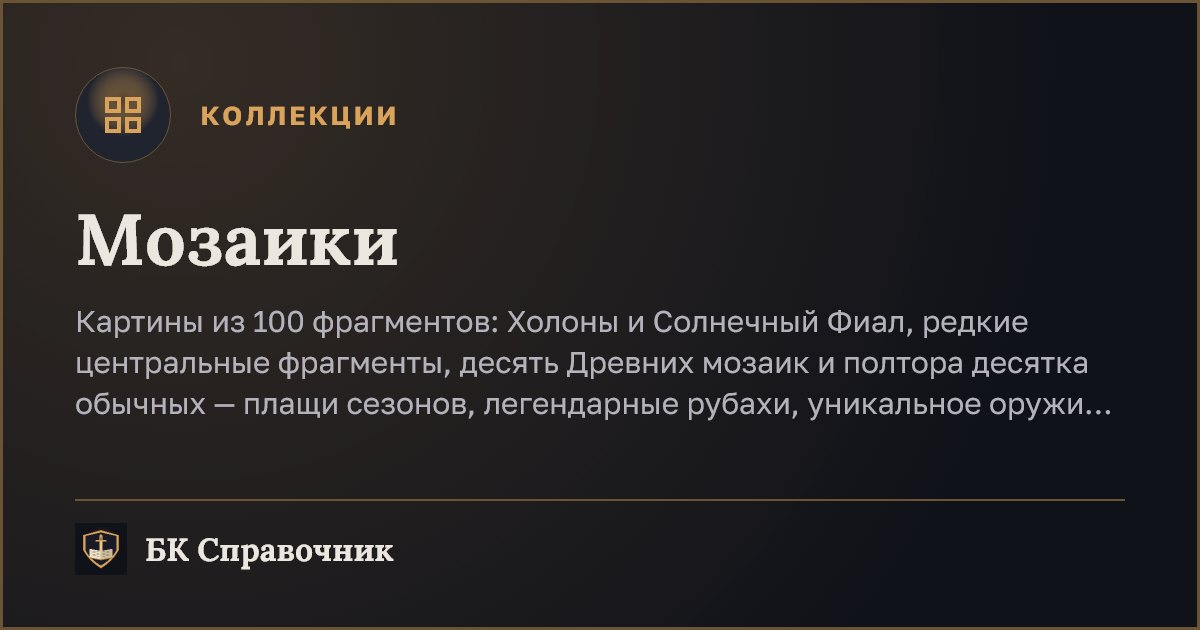 КОЛЛЕКЦИИ
Мозаики
Картины из 100 фрагментов: Холоны и Солнечный Фиал, редкие
центральные фрагменты, десять Древних мозаик и полтора десятка
обычных — плащи сезонов, легендарные рубахи, уникальное оружи…
БК Справочник